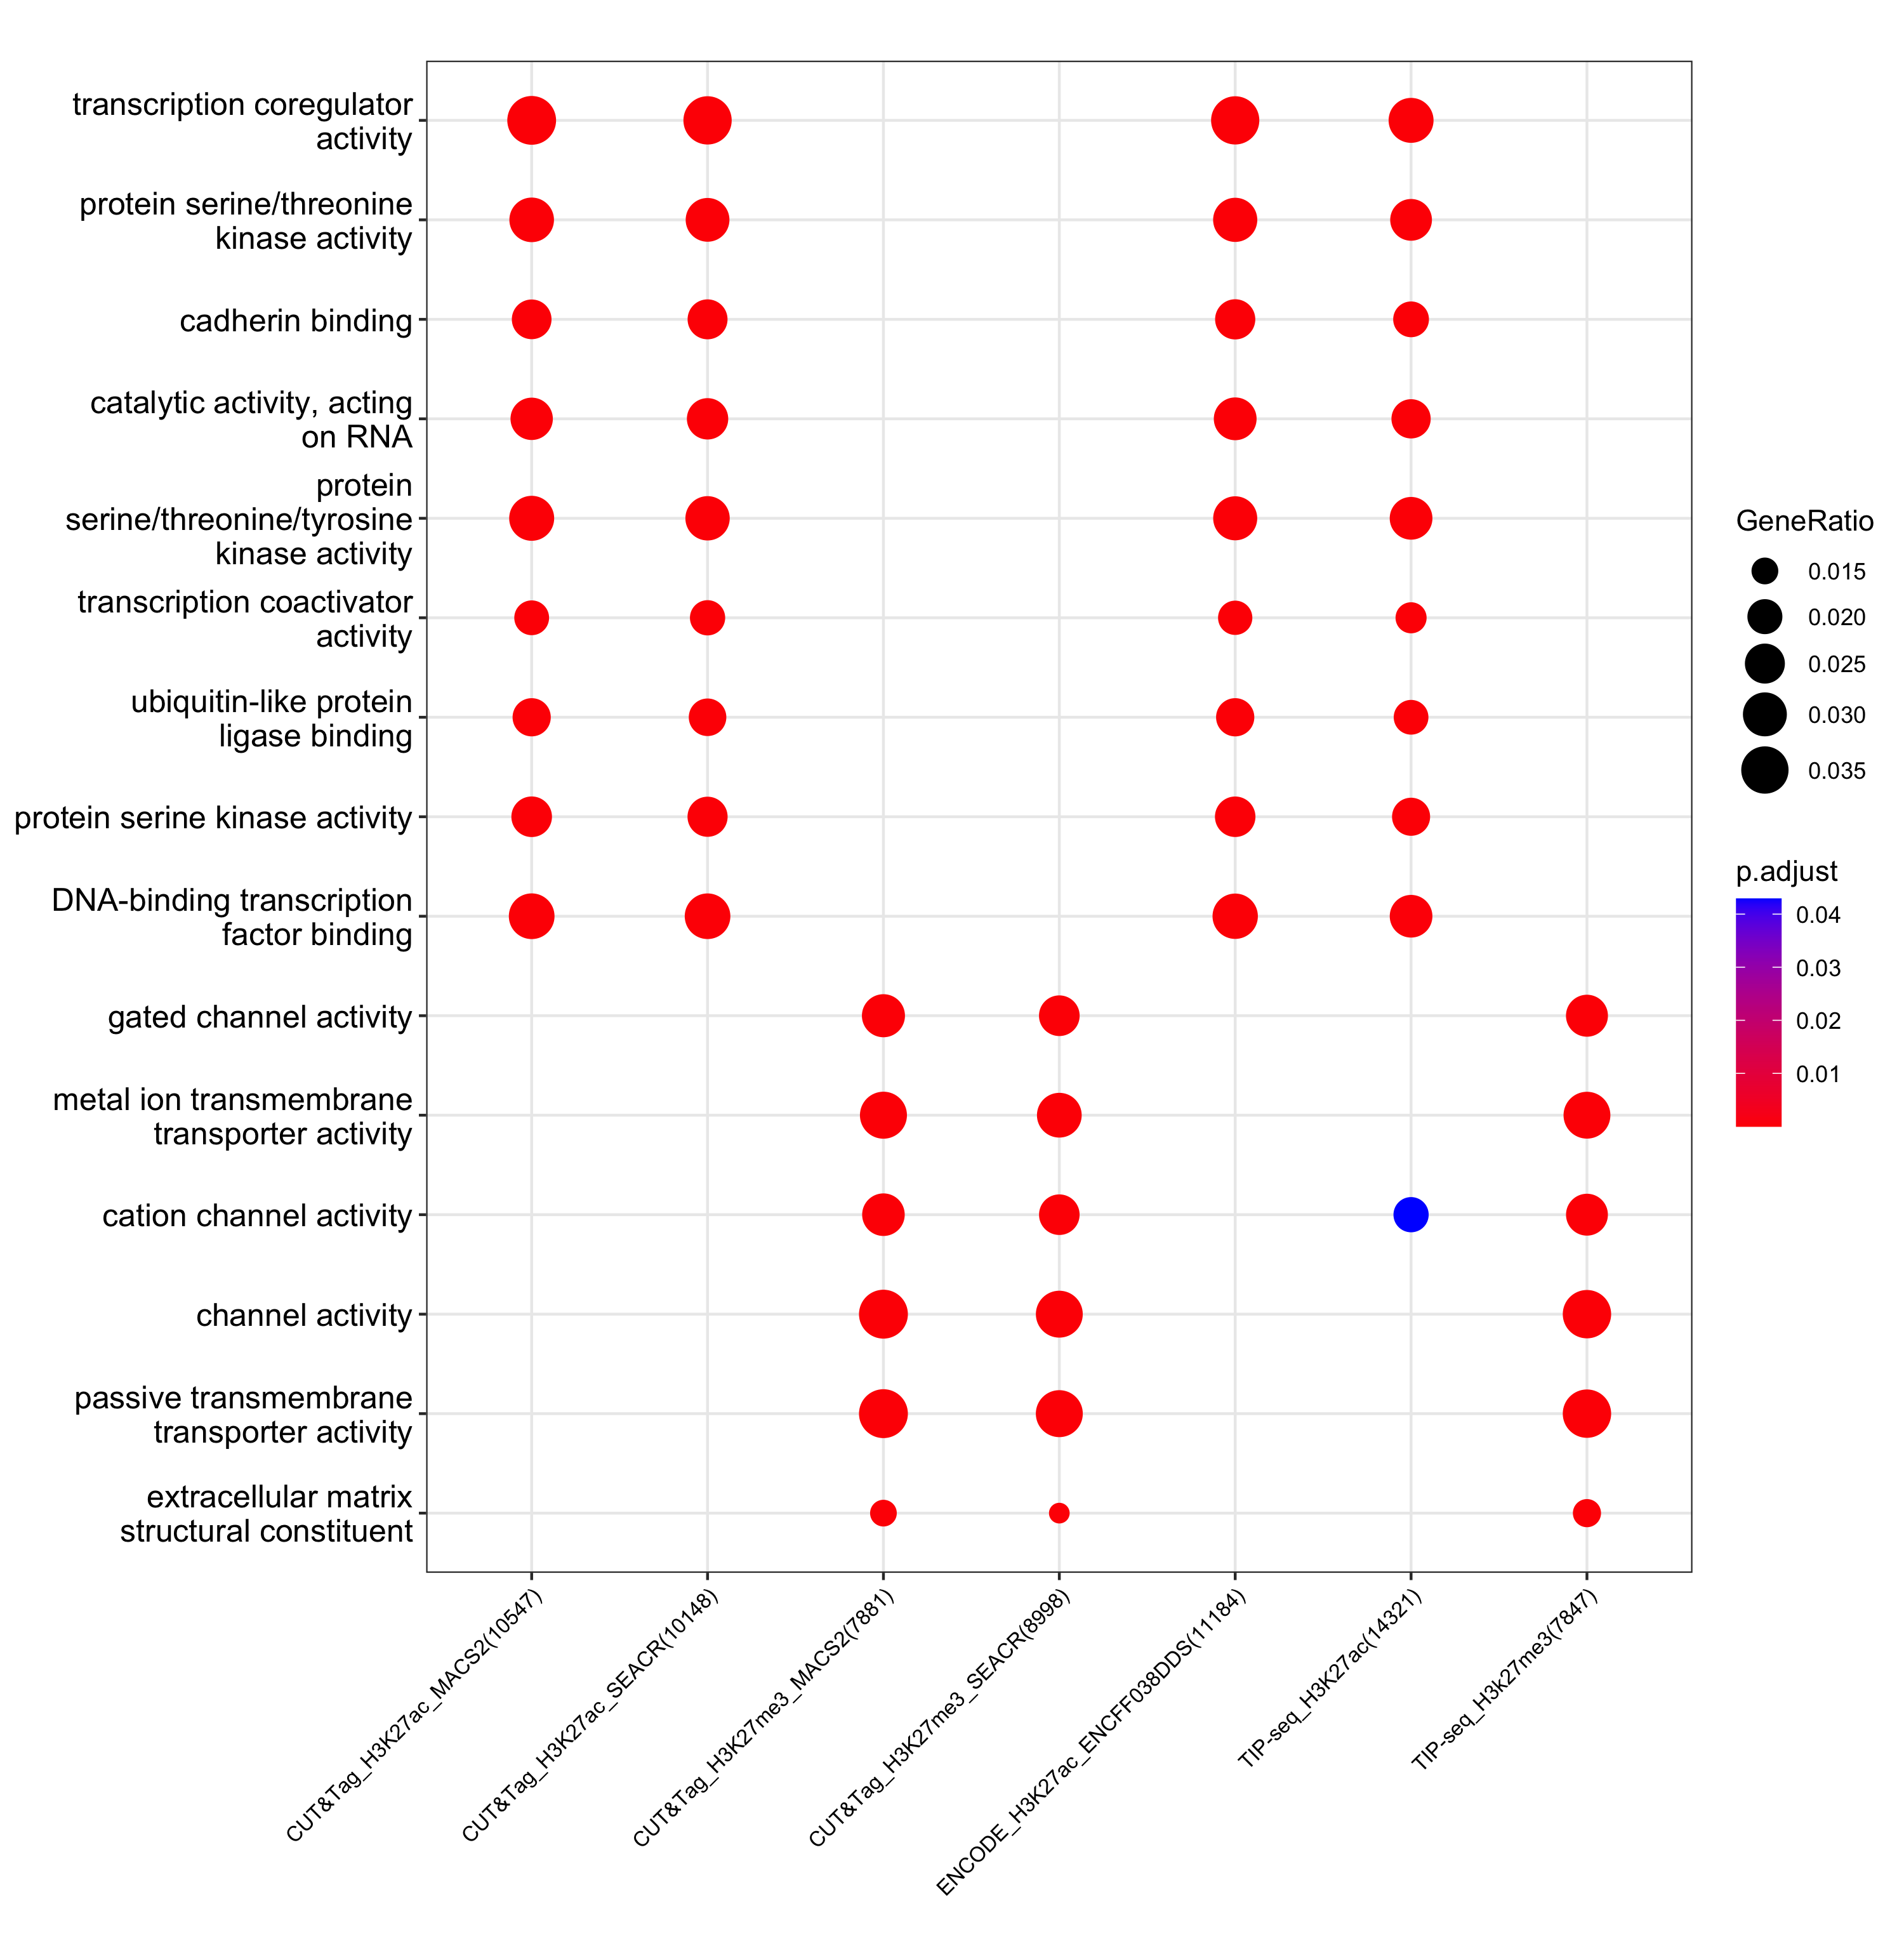 transcription coregulator
activity
protein serine/threonine
kinase activity
cadherin binding
catalytic activity, acting
on RNA
protein
serine/threonine/tyrosine
kinase activity
transcription coactivator
activity
ubiquitin-like protein
ligase binding
protein serine kinase activity
DNA-binding transcription
factor binding
gated channel activity
metal ion transmembrane
transporter activity
cation channel activity
channel activity
passive transmembrane
transporter activity
extracellular matrix
structural constituent
CUT&Tag_H3K27ac_MACS2(10547)
CUT&Tag_H3K27ac_SEACR(10148)
CUT&Tag_H3K27me3_MACS2(7881)
CUT&Tag_H3K27me3_SEACR(8998)
ENCODE_H3K27ac_ENCFF038DDS(11184)
TIP-seq_H3K27ac(14321)
TIP-seq_H3k27me3(7847)
GeneRatio
0.015
0.020
0.025
0.030
0.035
p.adjust
0.04
0.03
0.02
0.01